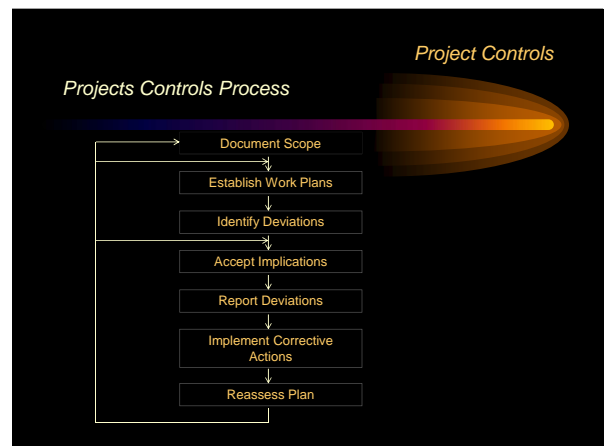 Project Controls
Projects Controls Process
Document Scope
Establish Work Plans
Identify Deviations
Accept Implications
Report Deviations
Implement Corrective
Actions
Reassess Plan